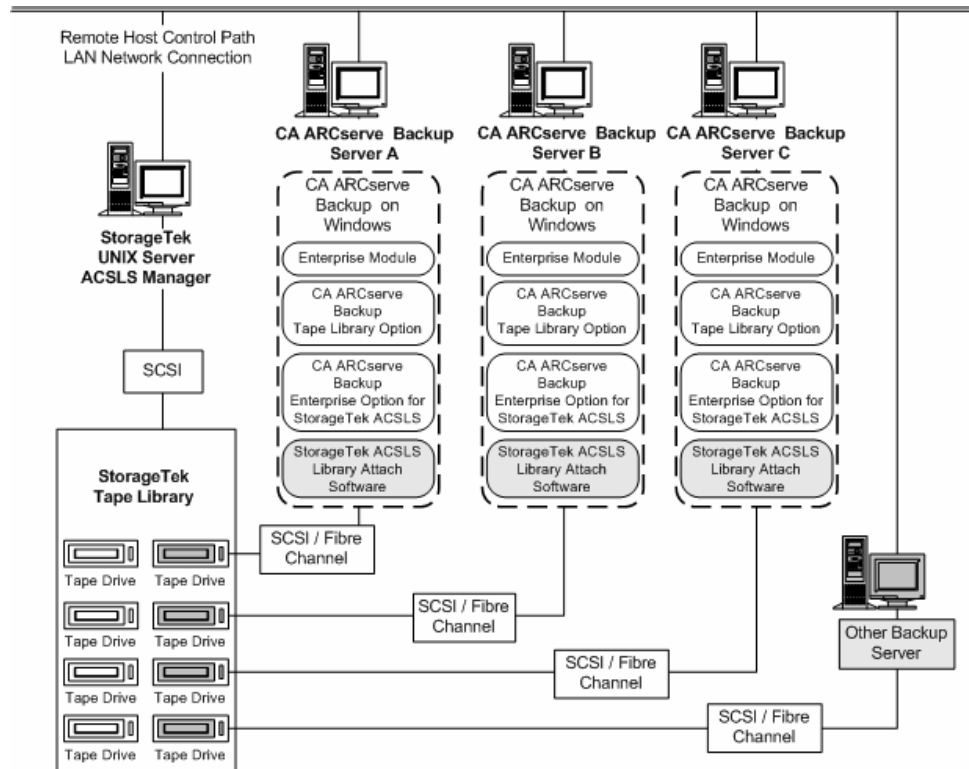 Remote Host Control Path
LAN Network Connection
StorageTek
UNIX Server
ACSLS Manager
SCSI
StorageTek
Tape Library
Tape Drive
Tape Drive
Tape Drive
Tape Drive
Tape Drive
Tape Drive
Tape Drive
Tape Drive
CA ARCserve Backup
Server A
CA ARCserve
Backup on
Windows
Enterprise Module
CA ARCserve
Backup
Tape Library Option
CA ARCserve
Backup
Enterprise Option for
StorageTek ACSLS
StorageTek ACSLS
Library Attach
Software
SCSI / Fibre
Channel
CA ARCserve Backup
Server B
CA ARCserve
Backup on
Windows
Enterprise Module
CA ARCserve
Backup
Tape Library Option
CA ARCserve
Backup
Enterprise Option for
StorageTek ACSLS
StorageTek ACSLS
Library Attach
Software
SCSI / Fibre
Channel
CA ARCserve Backup
Server C
CA ARCserve
Backup on
Windows
Enterprise Module
CA ARCserve
Backup
Tape Library Option
CA ARCserve
Backup
Enterprise Option for
StorageTek ACSLS
StorageTek ACSLS
Library Attach
Software
SCSI / Fibre
Channel
Other Backup
Server
SCSI / Fibre
Channel